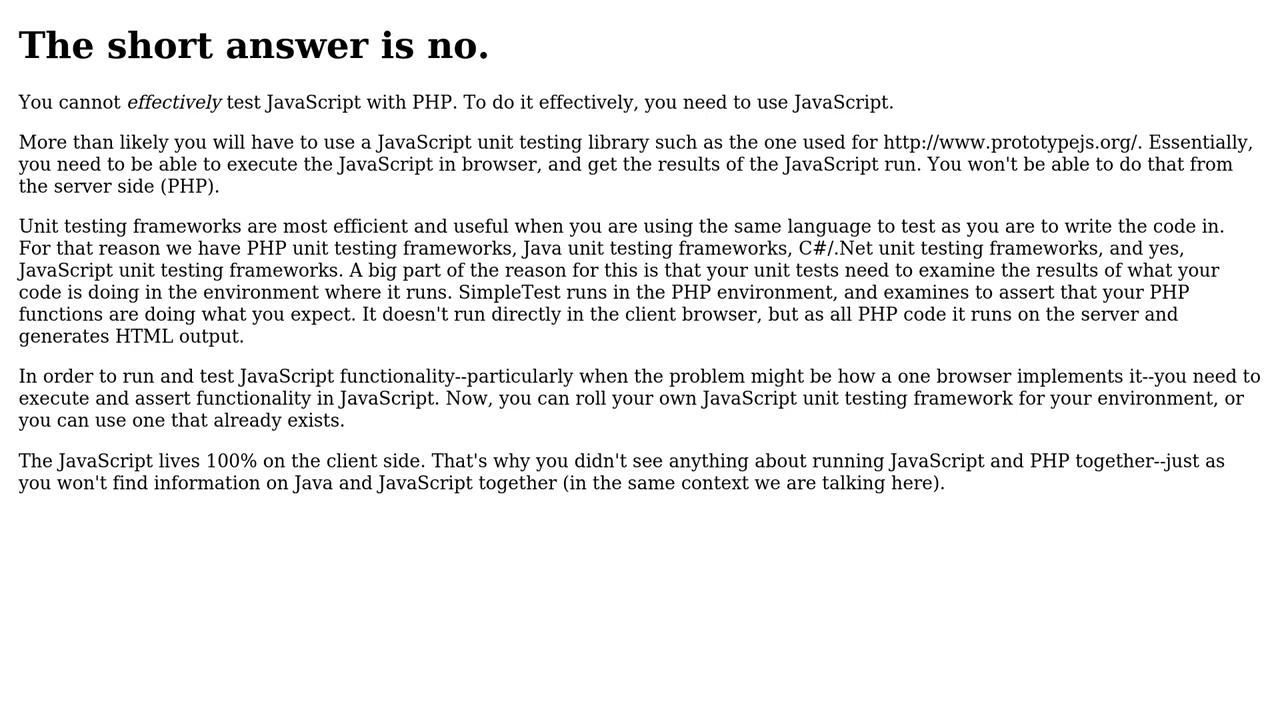 The short answer is no.
You cannot effectively test JavaScript with PHP. To do it effectively, you need to use JavaScript.
More than likely you will have to use a JavaScript unit testing library such as the one used for http://www.prototypejs.org/. Essentially,
you need to be able to execute the JavaScript in browser, and get the results of the JavaScript run. You won't be able to do that from
the server side (PHP).
Unit testing frameworks are most efficient and useful when you are using the same language to test as you are to write the code in.
For that reason we have PHP unit testing frameworks, Java unit testing frameworks, C#/.Net unit testing frameworks, and yes,
JavaScript unit testing frameworks. A big part of the reason for this is that your unit tests need to examine the results of what your
code is doing in the environment where it runs. SimpleTest runs in the PHP environment, and examines to assert that your PHP
functions are doing what you expect. It doesn't run directly in the client browser, but as all PHP code it runs on the server and
generates HTML output.
In order to run and test JavaScript functionality--particularly when the problem might be how a one browser implements it--you need to
execute and assert functionality in JavaScript. Now, you can roll your own JavaScript unit testing framework for your environment, or
you can use one that already exists.
The JavaScript lives 100% on the client side. That's why you didn't see anything about running JavaScript and PHP together--just as
you won't find information on Java and JavaScript together (in the same context we are talking here).